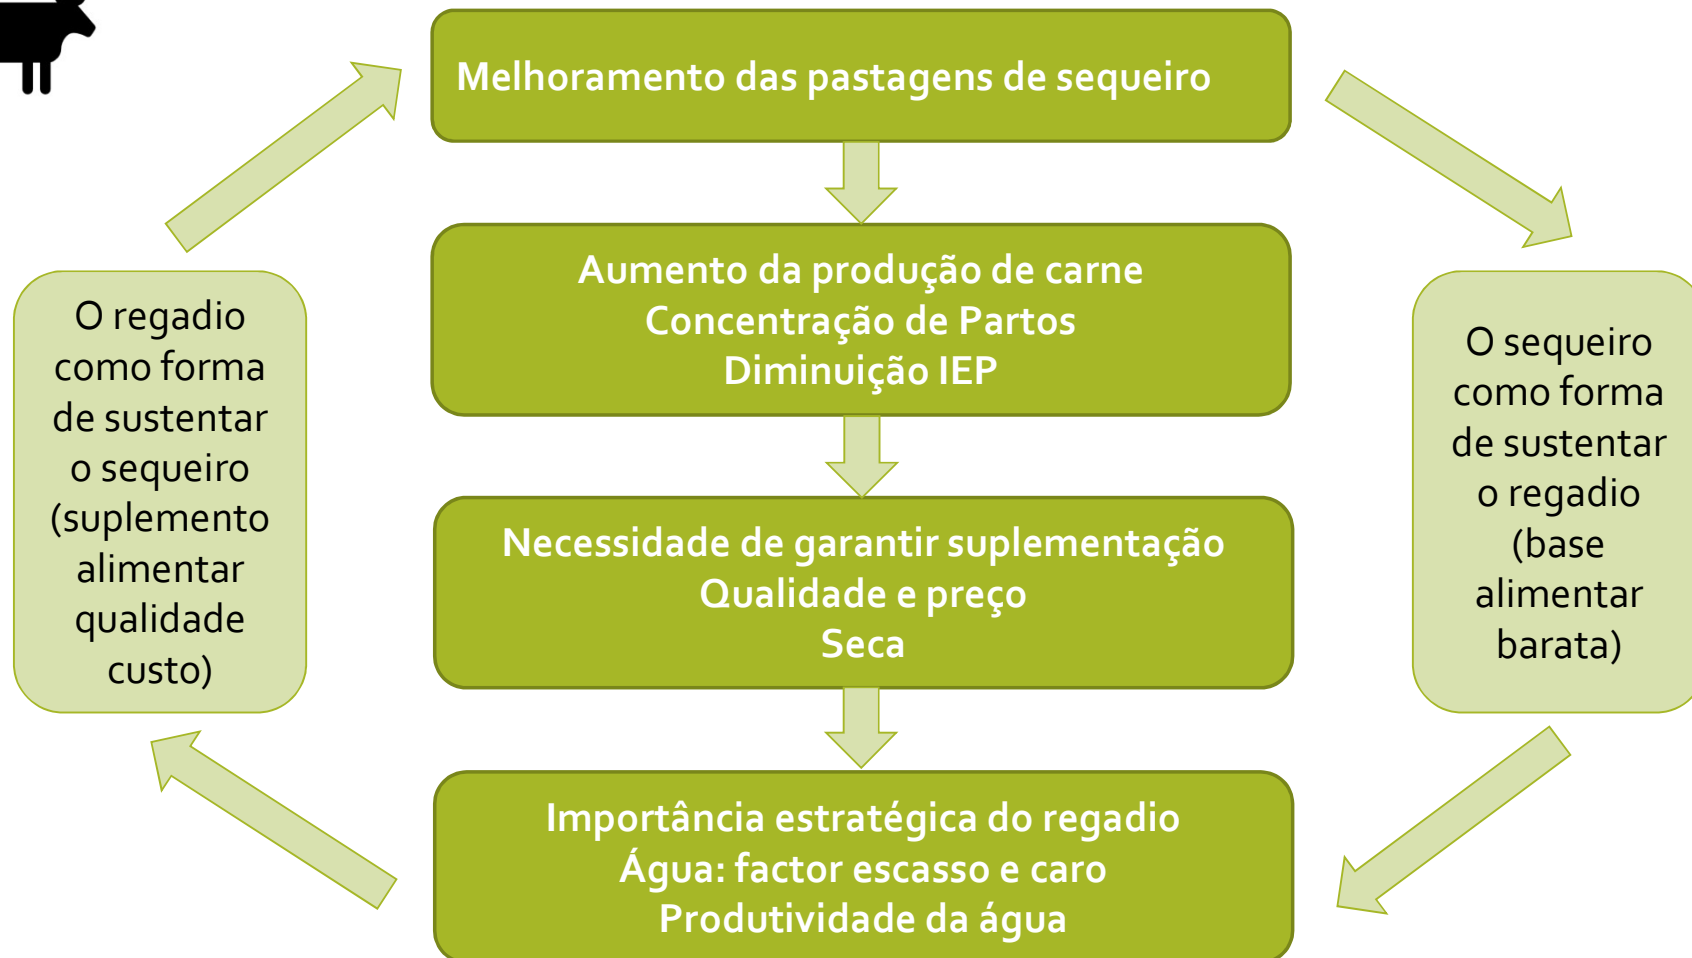 Melhoramento das pastagens de sequeiro
Aumento da produção de carne
Concentração de Partos
Diminuição IEP
Necessidade de garantir suplementação
Qualidade e preço
Seca
Importância estratégica do regadio
Água: factor escasso e caro
Produtividade da água
O regadio
como forma
de sustentar
o sequeiro
(suplemento
alimentar
qualidade
custo)
O sequeiro
como forma
de sustentar
o regadio
(base
alimentar
barata)